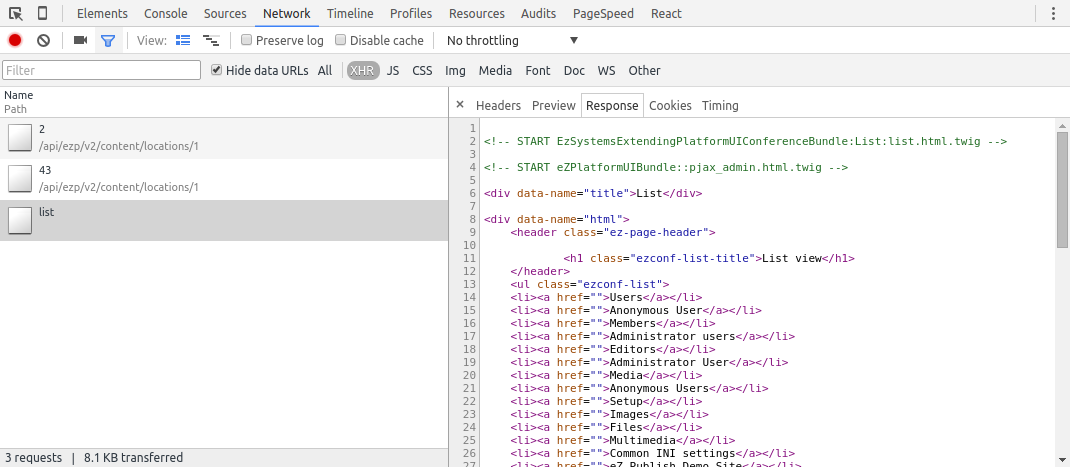 Elements Console Sources Network Timeline Profiles Resources Audits PageSpeed React
View: Preserve log Disable cache No throttling
Filter Hide data URLs All XHR JS CSS Img Media Font Doc WS Other
Name
Path
2
/api/ezp/v2/content/locations/1
43
/api/ezp/v2/content/locations/1
list
3 requests | 8.1 KB transferred
× Headers Preview Response Cookies Timing
1
2 <!-- START EzSystemsExtendingPlatformUIConferenceBundle:List:list.html.twig -->
3
4 <!-- START eZPlatformUIBundle::pjax_admin.html.twig -->
5
6 <div data-name="title">List</div>
7
8 <div data-name="html">
9 <header class="ez-page-header">
10
11 <h1 class="ezconf-list-title">List view</h1>
12 </header>
13 <ul class="ezconf-list">
14 <li><a href="">Users</a></li>
15 <li><a href="">Anonymous User</a></li>
16 <li><a href="">Members</a></li>
17 <li><a href="">Administrator users</a></li>
18 <li><a href="">Editors</a></li>
19 <li><a href="">Administrator User</a></li>
20 <li><a href="">Media</a></li>
21 <li><a href="">Anonymous Users</a></li>
22 <li><a href="">Setup</a></li>
23 <li><a href="">Images</a></li>
24 <li><a href="">Files</a></li>
25 <li><a href="">Multimedia</a></li>
26 <li><a href="">Common INI settings</a></li>
27 <li><a href="">eZ Publish Demo Site</a></li>